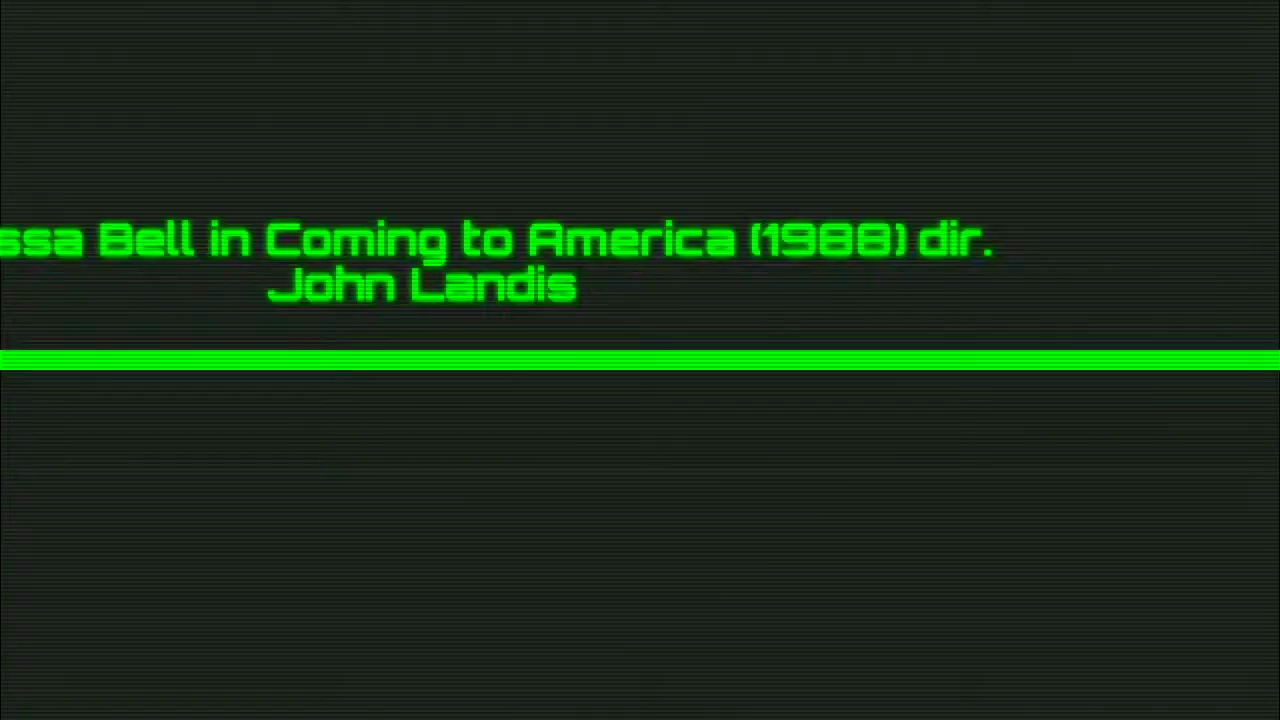 ssa Bell in Coming to America (1988) dir.
John Landis